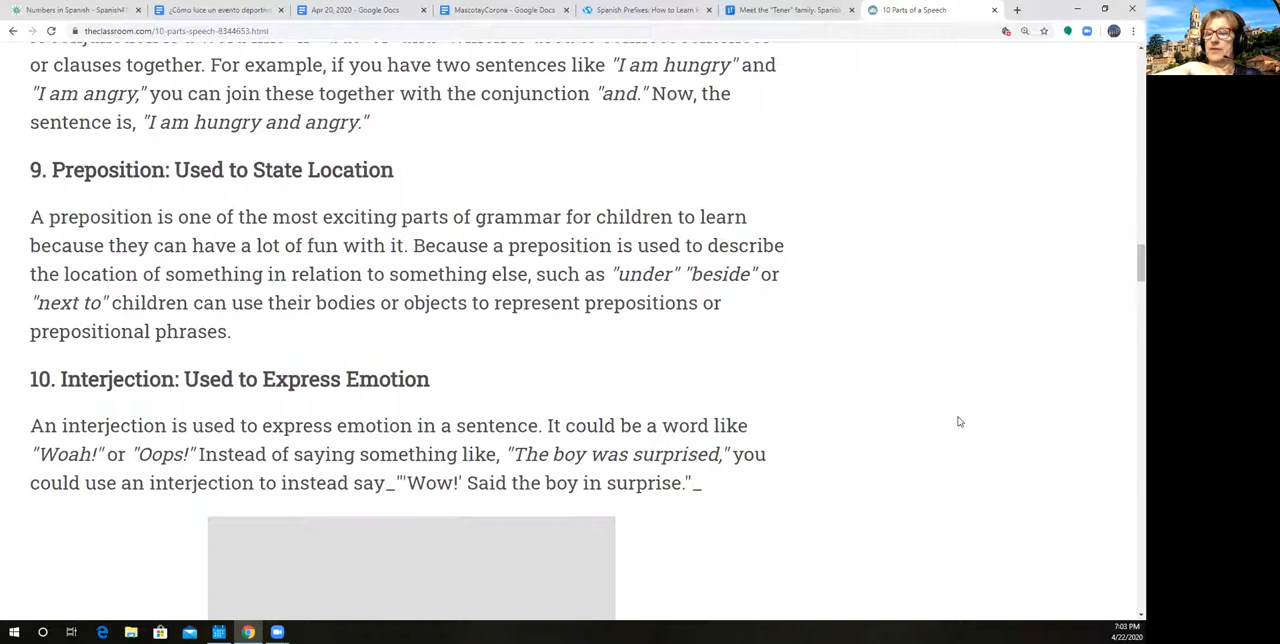 Numbers in Spanish - Spanish41
¿Cómo luce un evento deportiv
Apr 20, 2020 - Google Docs
MascotayCorona - Google Docs
Spanish Prefixes: How to Learn
Meet the "Tener" family. Spanish
10 Parts of a Speech
theclassroom.com/10-parts-speech-8344653.html
or clauses together. For example, if you have two sentences like "I am hungry" and
"I am angry," you can join these together with the conjunction "and." Now, the
sentence is, "I am hungry and angry."
9. Preposition: Used to State Location
A preposition is one of the most exciting parts of grammar for children to learn
because they can have a lot of fun with it. Because a preposition is used to describe
the location of something in relation to something else, such as "under" "beside" or
"next to" children can use their bodies or objects to represent prepositions or
prepositional phrases.
10. Interjection: Used to Express Emotion
An interjection is used to express emotion in a sentence. It could be a word like
"Woah!" or "Oops!" Instead of saying something like, "The boy was surprised," you
could use an interjection to instead say_"'Wow!' Said the boy in surprise."_
7:03 PM
4/22/2020